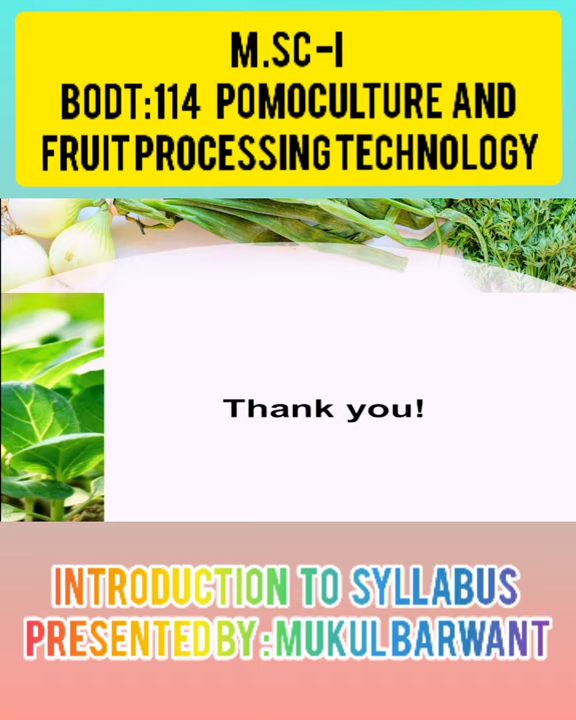 M.SC-I
BODT:114 POMOCULTURE AND
FRUIT PROCESSING TECHNOLOGY
Thank you!
INTRODUCTION TO SYLLABUS
PRESENTED BY : MUKUL BARWANT